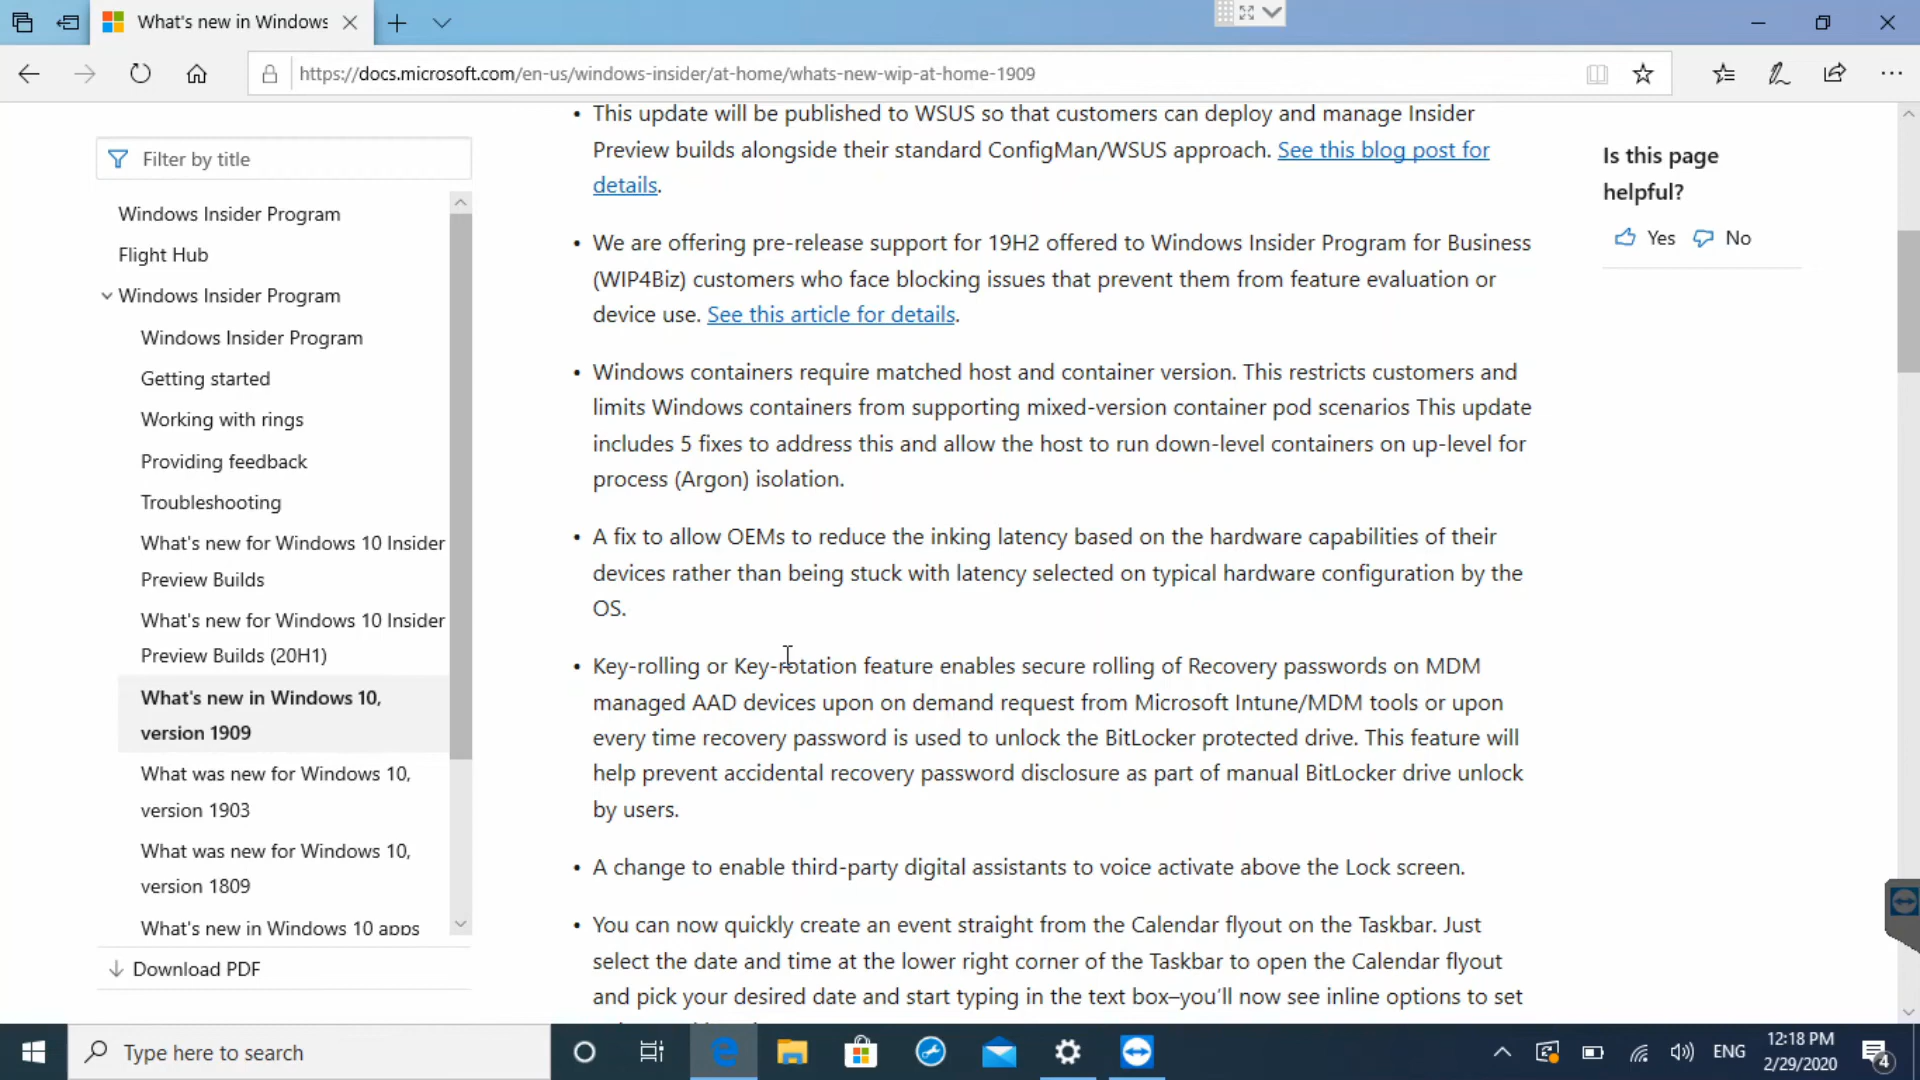 What's new in Windows
https://docs.microsoft.com/en-us/windows-insider/at-home/whats-new-wip-at-home-1909
Filter by title
Windows Insider Program
Flight Hub
Windows Insider Program
Windows Insider Program
Getting started
Working with rings
Providing feedback
Troubleshooting
What's new for Windows 10 Insider
Preview Builds
What's new for Windows 10 Insider
Preview Builds (20H1)
What's new in Windows 10,
version 1909
What was new for Windows 10,
version 1903
What was new for Windows 10,
version 1809
What's new in Windows 10 apps
Download PDF
• This update will be published to WSUS so that customers can deploy and manage Insider
Preview builds alongside their standard ConfigMan/WSUS approach. See this blog post for
details.
• We are offering pre-release support for 19H2 offered to Windows Insider Program for Business
(WIP4Biz) customers who face blocking issues that prevent them from feature evaluation or
device use. See this article for details.
• Windows containers require matched host and container version. This restricts customers and
limits Windows containers from supporting mixed-version container pod scenarios This update
includes 5 fixes to address this and allow the host to run down-level containers on up-level for
process (Argon) isolation.
• A fix to allow OEMs to reduce the inking latency based on the hardware capabilities of their
devices rather than being stuck with latency selected on typical hardware configuration by the
OS.
• Key-rolling or Key-rotation feature enables secure rolling of Recovery passwords on MDM
managed AAD devices upon on demand request from Microsoft Intune/MDM tools or upon
every time recovery password is used to unlock the BitLocker protected drive. This feature will
help prevent accidental recovery password disclosure as part of manual BitLocker drive unlock
by users.
• A change to enable third-party digital assistants to voice activate above the Lock screen.
• You can now quickly create an event straight from the Calendar flyout on the Taskbar. Just
select the date and time at the lower right corner of the Taskbar to open the Calendar flyout
and pick your desired date and start typing in the text box–you'll now see inline options to set
Is this page
helpful?
Yes No
Type here to search
ENG
12:18 PM
2/29/2020
4